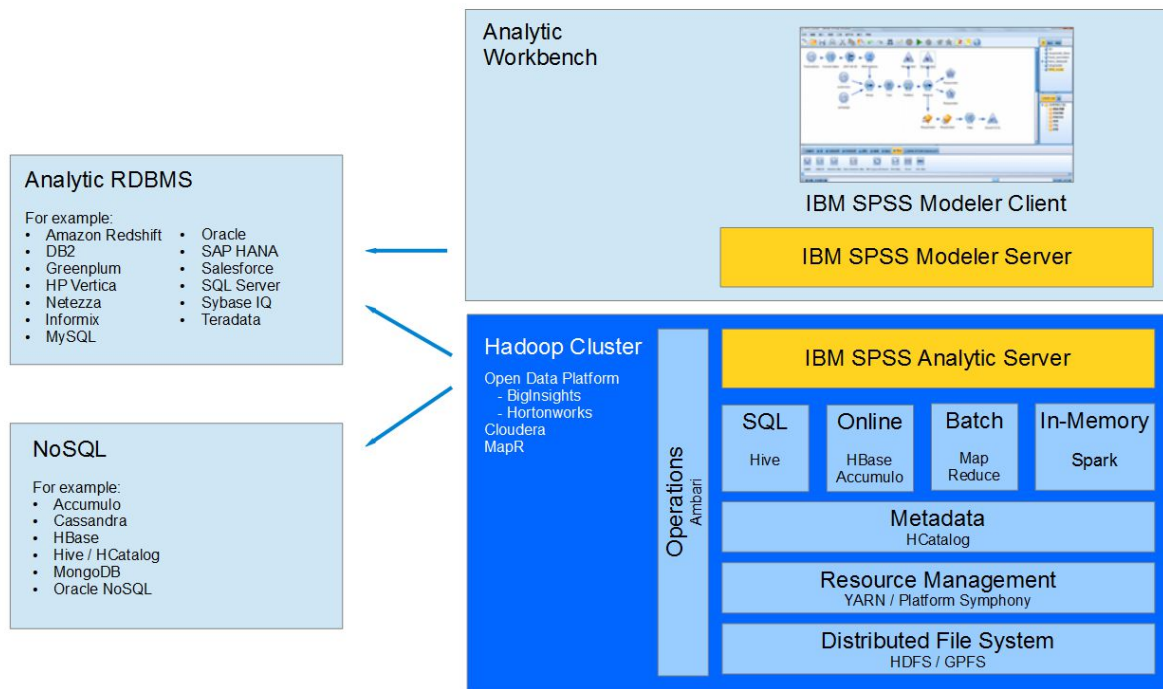 Analytic
Workbench
IBM SPSS Modeler Client
IBM SPSS Modeler Server
Analytic RDBMS
For example:
• Amazon Redshift
• DB2
• Greenplum
• HP Vertica
• Netezza
• Informix
• MySQL
• Oracle
• SAP HANA
• Salesforce
• SQL Server
• Sybase IQ
• Teradata
NoSQL
For example:
• Accumulo
• Cassandra
• HBase
• Hive / HCatalog
• MongoDB
• Oracle NoSQL
Hadoop Cluster
Open Data Platform
- BigInsights
- Hortonworks
Cloudera
MapR
Operations
Ambari
IBM SPSS Analytic Server
SQL
Hive
Online
HBase
Accumulo
Batch
Map
Reduce
In-Memory
Spark
Metadata
HCatalog
Resource Management
YARN / Platform Symphony
Distributed File System
HDFS / GPFS